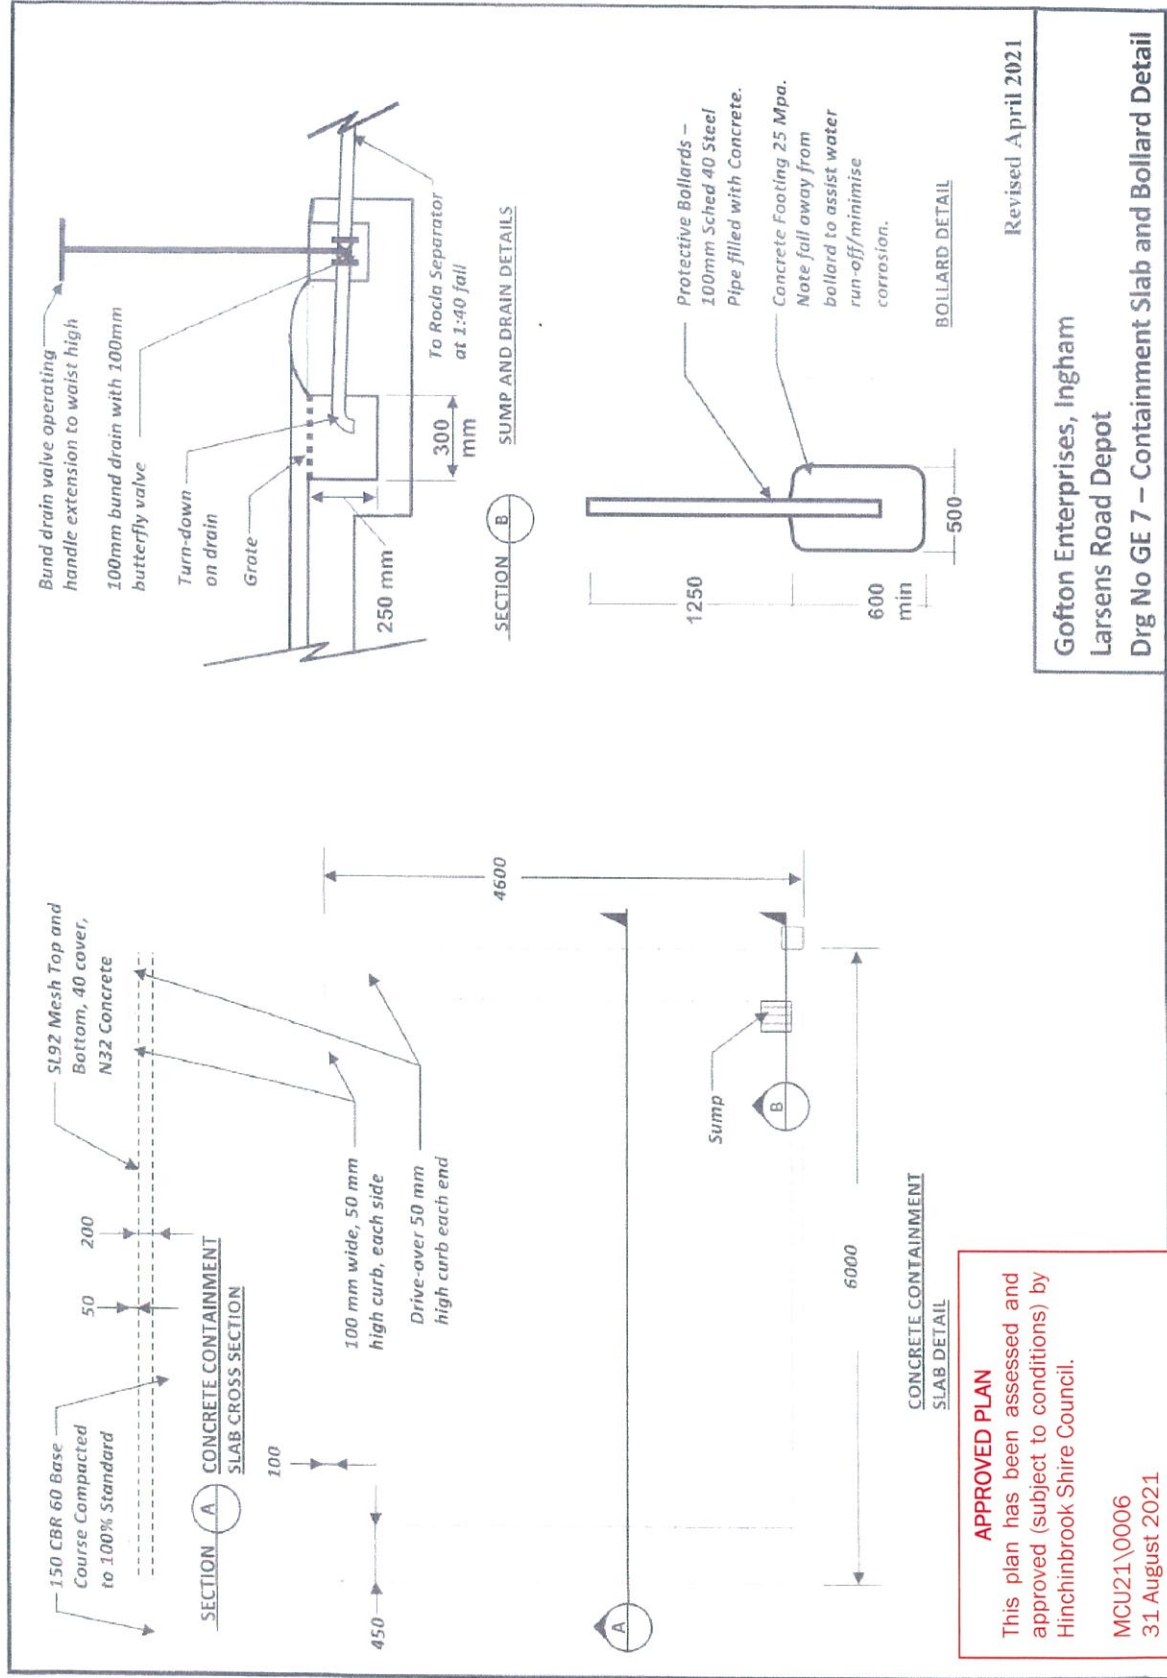 150 CBR 60 Base
Course Compacted
to 100% Standard
50
200
SL92 Mesh Top and
Bottom, 40 cover,
N32 Concrete
SECTION
A
CONCRETE CONTAINMENT
SLAB CROSS SECTION
450
100
100 mm wide, 50 mm
high curb, each side
Drive-over 50 mm
high curb each end
4600
A
Sump
B
6000
CONCRETE CONTAINMENT
SLAB DETAIL
Bund drain valve operating
handle extension to waist high
100mm bund drain with 100mm
butterfly valve
Turn-down
on drain
Grate
250 mm
300
mm
To Rocla Separator
at 1:40 fall
SECTION
B
SUMP AND DRAIN DETAILS
1250
600
min
500
Protective Bollards –
100mm Sched 40 Steel
Pipe filled with Concrete.
Concrete Footing 25 Mpa.
Note fall away from
bollard to assist water
run-off/minimise
corrosion.
BOLLARD DETAIL
Revised April 2021
Gofton Enterprises, Ingham
Larsens Road Depot
Drg No GE 7 – Containment Slab and Bollard Detail
APPROVED PLAN
This plan has been assessed and
approved (subject to conditions) by
Hinchinbrook Shire Council.
MCU21\0006
31 August 2021